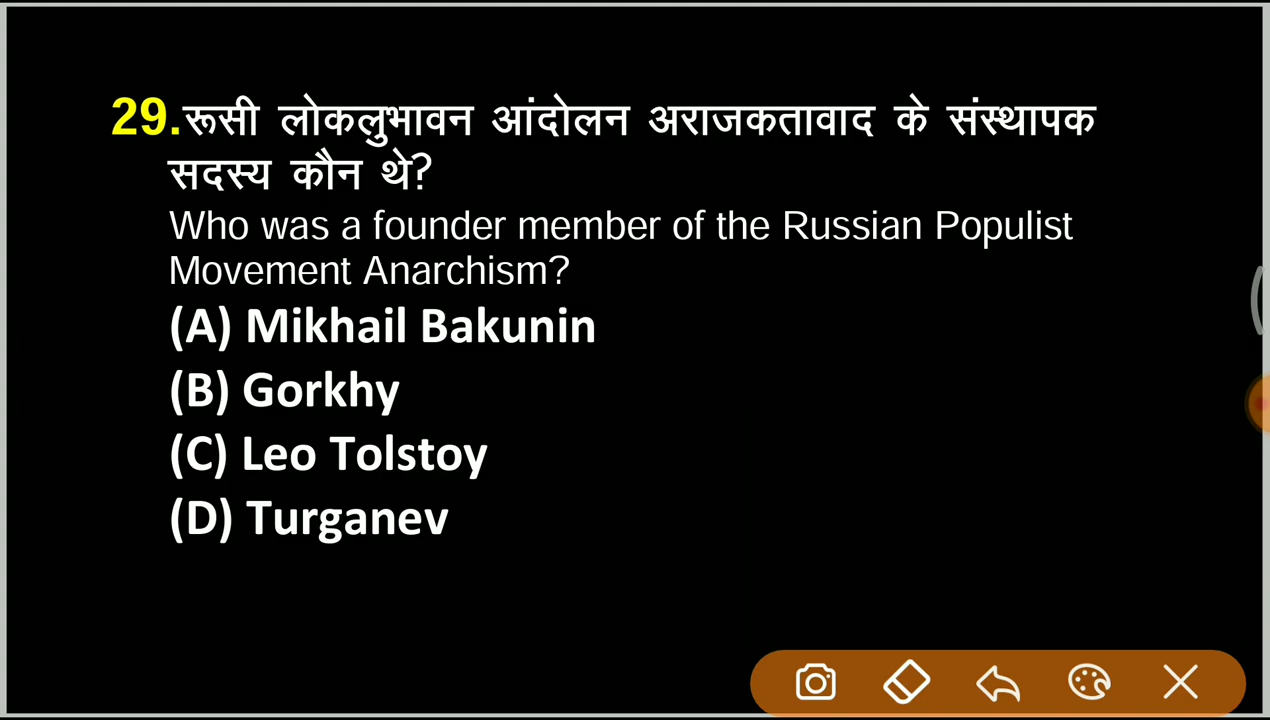 29.रूसी लोकलुभावन आंदोलन अराजकतावाद के संस्थापक
सदस्य कौन थे?
Who was a founder member of the Russian Populist
Movement Anarchism?
(A) Mikhail Bakunin
(B) Gorkhy
(C) Leo Tolstoy
(D) Turganev